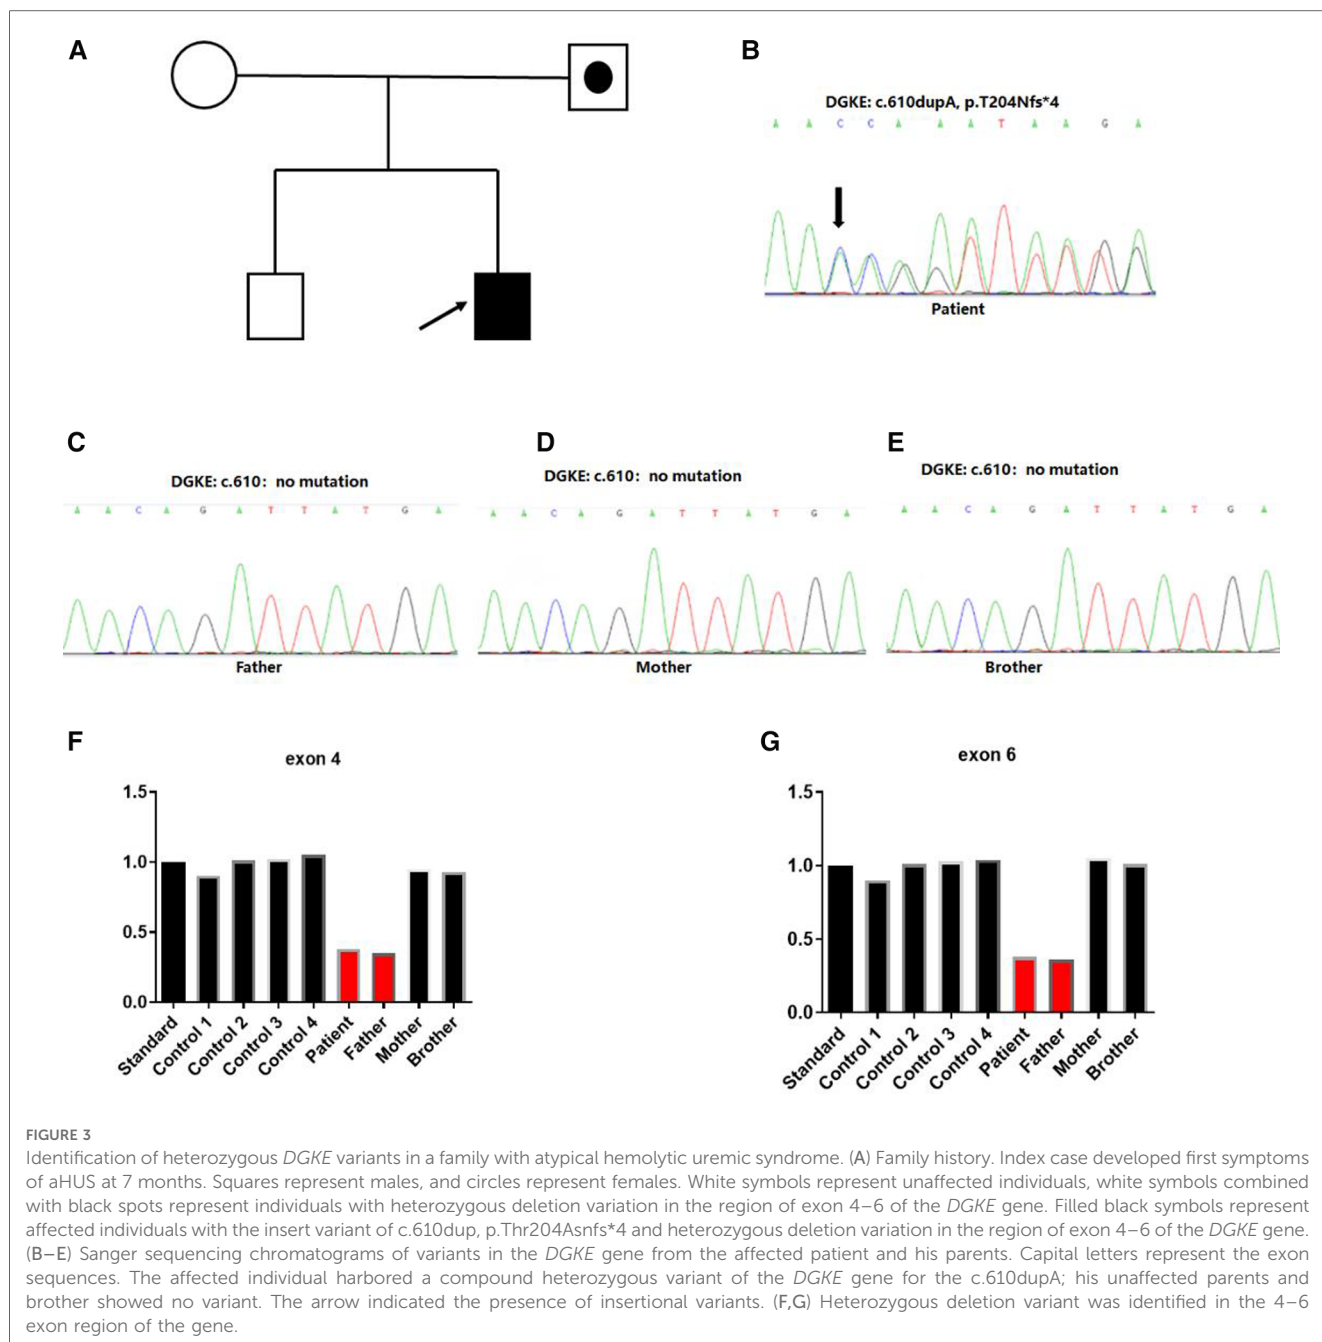 A
B
DGKE: c.610dupA, p.T204Nfs*4
A A C C A A A T A A G A
Patient
C
D
E
DGKE: c.610: no mutation
A A C A G A T T A T G A
Father
DGKE: c.610: no mutation
A A C A G A T T A T G A
Mother
DGKE: c.610: no mutation
A A C A G A T T A T G A
Brother
F
exon 4
1.5
1.0
0.5
0.0
Standard
Control 1
Control 2
Control 3
Control 4
Patient
Father
Mother
Brother
G
exon 6
1.5
1.0
0.5
0.0
Standard
Control 1
Control 2
Control 3
Control 4
Patient
Father
Mother
Brother
FIGURE 3
Identification of heterozygous DGKE variants in a family with atypical hemolytic uremic syndrome. (A) Family history. Index case developed first symptoms
of aHUS at 7 months. Squares represent males, and circles represent females. White symbols represent unaffected individuals, white symbols combined
with black spots represent individuals with heterozygous deletion variation in the region of exon 4–6 of the DGKE gene. Filled black symbols represent
affected individuals with the insert variant of c.610dup, p.Thr204Asnfs*4 and heterozygous deletion variation in the region of exon 4–6 of the DGKE gene.
(B–E) Sanger sequencing chromatograms of variants in the DGKE gene from the affected patient and his parents. Capital letters represent the exon
sequences. The affected individual harbored a compound heterozygous variant of the DGKE gene for the c.610dupA; his unaffected parents and
brother showed no variant. The arrow indicated the presence of insertional variants. (F,G) Heterozygous deletion variant was identified in the 4–6
exon region of the gene.